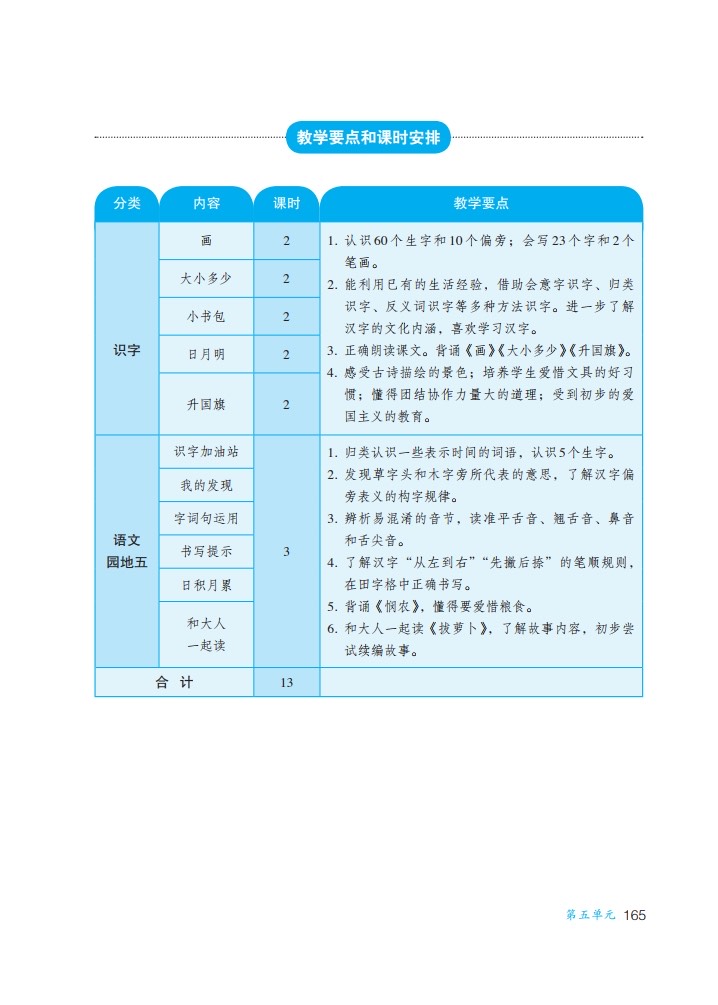 教学要点和课时安排
分类 内容 课时 教学要点
识字
画 2
大小多少 2
小书包 2
日月明 2
升国旗 2
1. 认识60个生字和10个偏旁；会写23个字和2个
笔画。
2. 能利用已有的生活经验，借助会意字识字、归类
识字、反义词识字等多种方法识字。进一步了解
汉字的文化内涵，喜欢学习汉字。
3. 正确朗读课文。背诵《画》《大小多少》《升国旗》。
4. 感受古诗描绘的景色；培养学生爱惜文具的好习
惯；懂得团结协作力量大的道理；受到初步的爱
国主义的教育。
语文
园地五
识字加油站
我的发现
字词句运用
书写提示
日积月累
和大人
一起读
3
1. 归类认识一些表示时间的词语，认识5个生字。
2. 发现草字头和木字旁所代表的意思，了解汉字偏
旁表义的构字规律。
3. 辨析易混淆的音节，读准平舌音、翘舌音、鼻音
和舌尖音。
4. 了解汉字“从左到右”“先撇后捺”的笔顺规则，
在田字格中正确书写。
5. 背诵《悯农》，懂得要爱惜粮食。
6. 和大人一起读《拔萝卜》，了解故事内容，初步尝
试续编故事。
合 计 13
第五单元 165